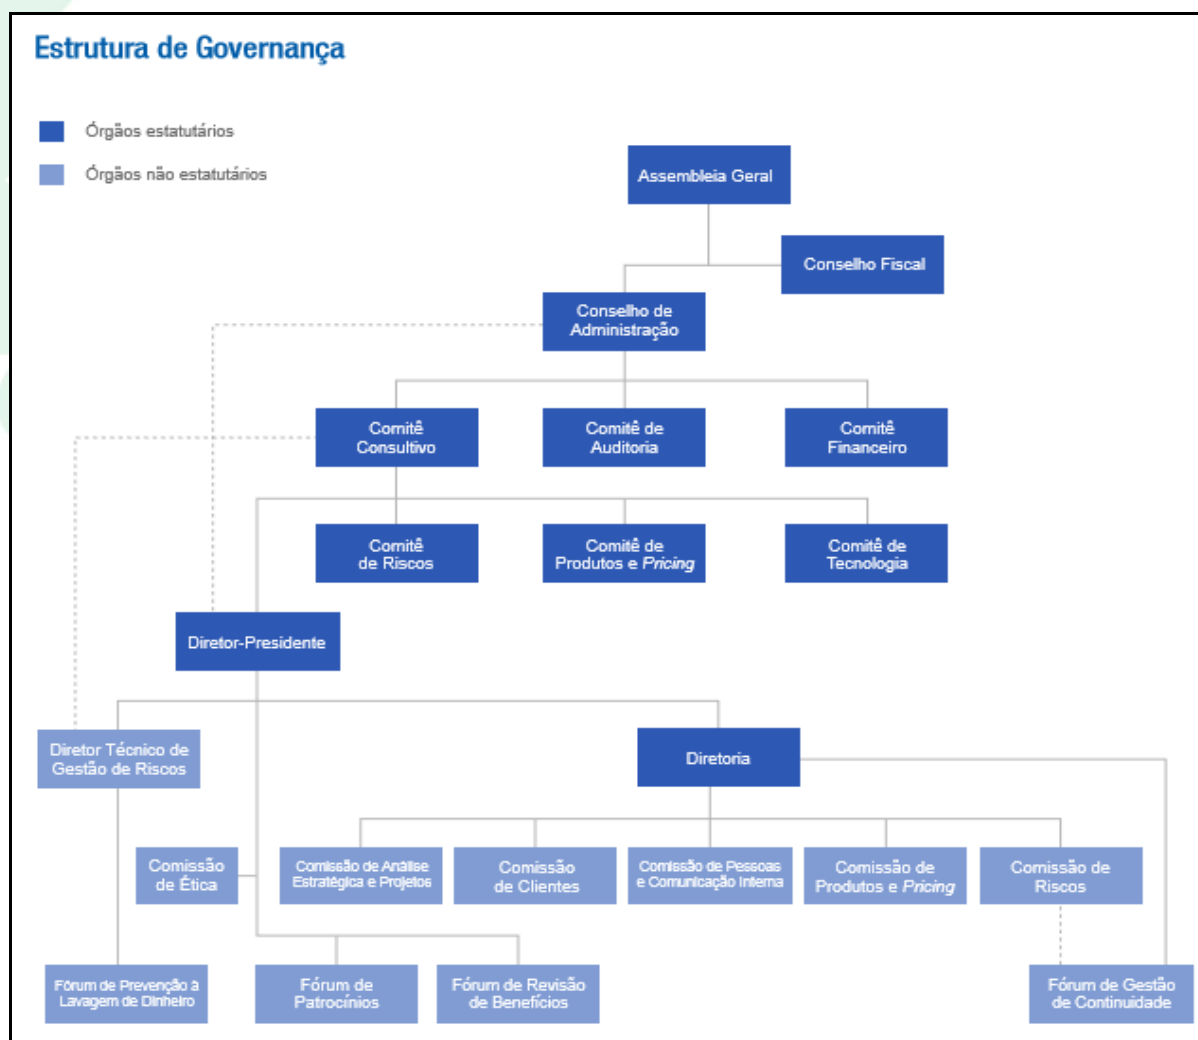 Estrutura de Governança
Órgãos estatutários
Órgãos não estatutários
Assembleia Geral
Conselho Fiscal
Conselho de
Administração
Comitê
Consultivo
Comitê de
Auditoria
Comitê
Financeiro
Comitê
de Riscos
Comitê de
Produtos e Pricing
Comitê de
Tecnologia
Diretor-Presidente
Diretor Técnico de
Gestão de Riscos
Diretoria
Comissão
de Ética
Comissão de Análise
Estratégica e Projetos
Comissão
de Clientes
Comissão de Pessoas
e Comunicação Interna
Comissão de
Produtos e Pricing
Comissão de
Riscos
Fórum de Prevenção à
Lavagem de Dinheiro
Fórum de
Patrocínios
Fórum de Revisão
de Benefícios
Fórum de Gestão
de Continuidade